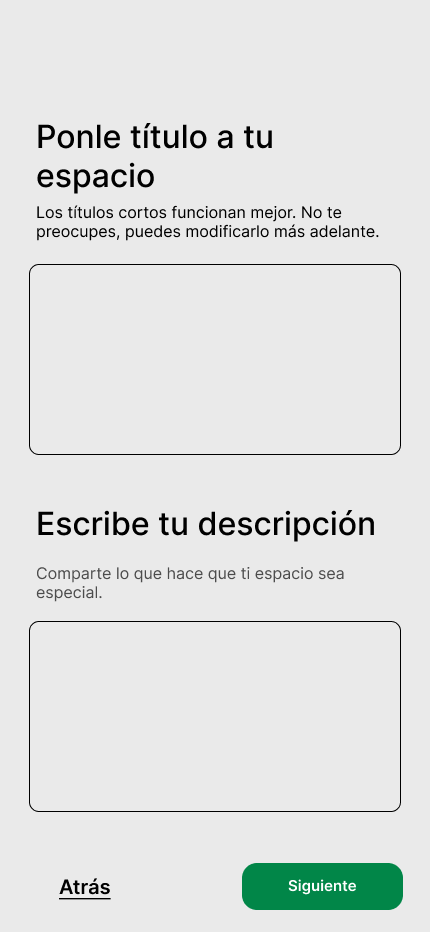 Ponle título a tu
espacio
Los títulos cortos funcionan mejor. No te
preocupes, puedes modificarlo más adelante.
Escribe tu descripción
Comparte lo que hace que ti espacio sea
especial.
Atrás
Siguiente